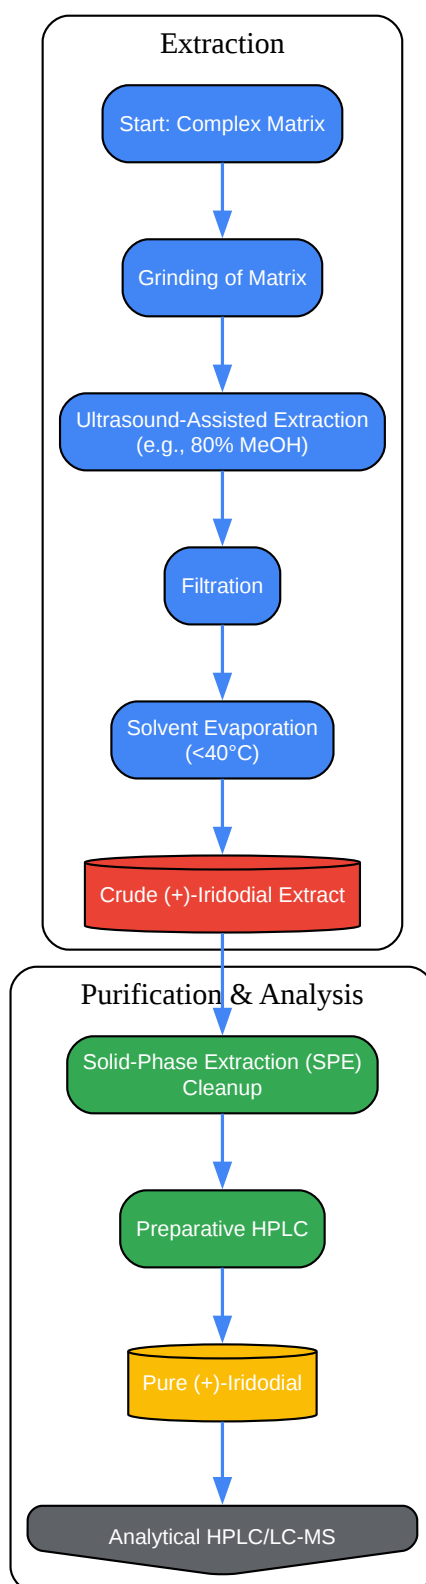 Extraction
Start: Complex Matrix
Grinding of Matrix
Ultrasound-Assisted Extraction
(e.g., 80% MeOH)
Filtration
Solvent Evaporation
(<40°C)
Crude (+)-Iridodial Extract
Purification & Analysis
Solid-Phase Extraction (SPE)
Cleanup
Preparative HPLC
Pure (+)-Iridodial
Analytical HPLC/LC-MS